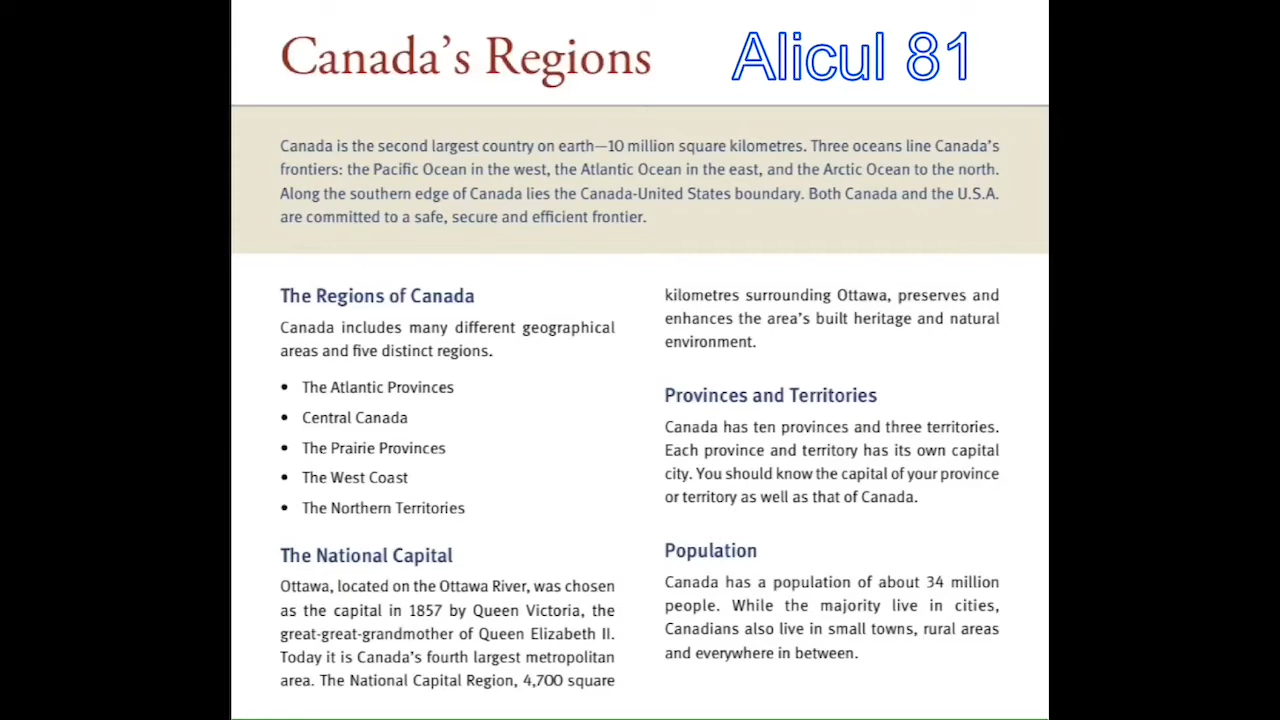 Canada's Regions
Alicul 81
Canada is the second largest country on earth—10 million square kilometres. Three oceans line Canada's
frontiers: the Pacific Ocean in the west, the Atlantic Ocean in the east, and the Arctic Ocean to the north.
Along the southern edge of Canada lies the Canada-United States boundary. Both Canada and the U.S.A.
are committed to a safe, secure and efficient frontier.
The Regions of Canada
Canada includes many different geographical
areas and five distinct regions.
• The Atlantic Provinces
• Central Canada
• The Prairie Provinces
• The West Coast
• The Northern Territories
The National Capital
Ottawa, located on the Ottawa River, was chosen
as the capital in 1857 by Queen Victoria, the
great-great-grandmother of Queen Elizabeth II.
Today it is Canada's fourth largest metropolitan
area. The National Capital Region, 4,700 square
kilometres surrounding Ottawa, preserves and
enhances the area's built heritage and natural
environment.
Provinces and Territories
Canada has ten provinces and three territories.
Each province and territory has its own capital
city. You should know the capital of your province
or territory as well as that of Canada.
Population
Canada has a population of about 34 million
people. While the majority live in cities,
Canadians also live in small towns, rural areas
and everywhere in between.